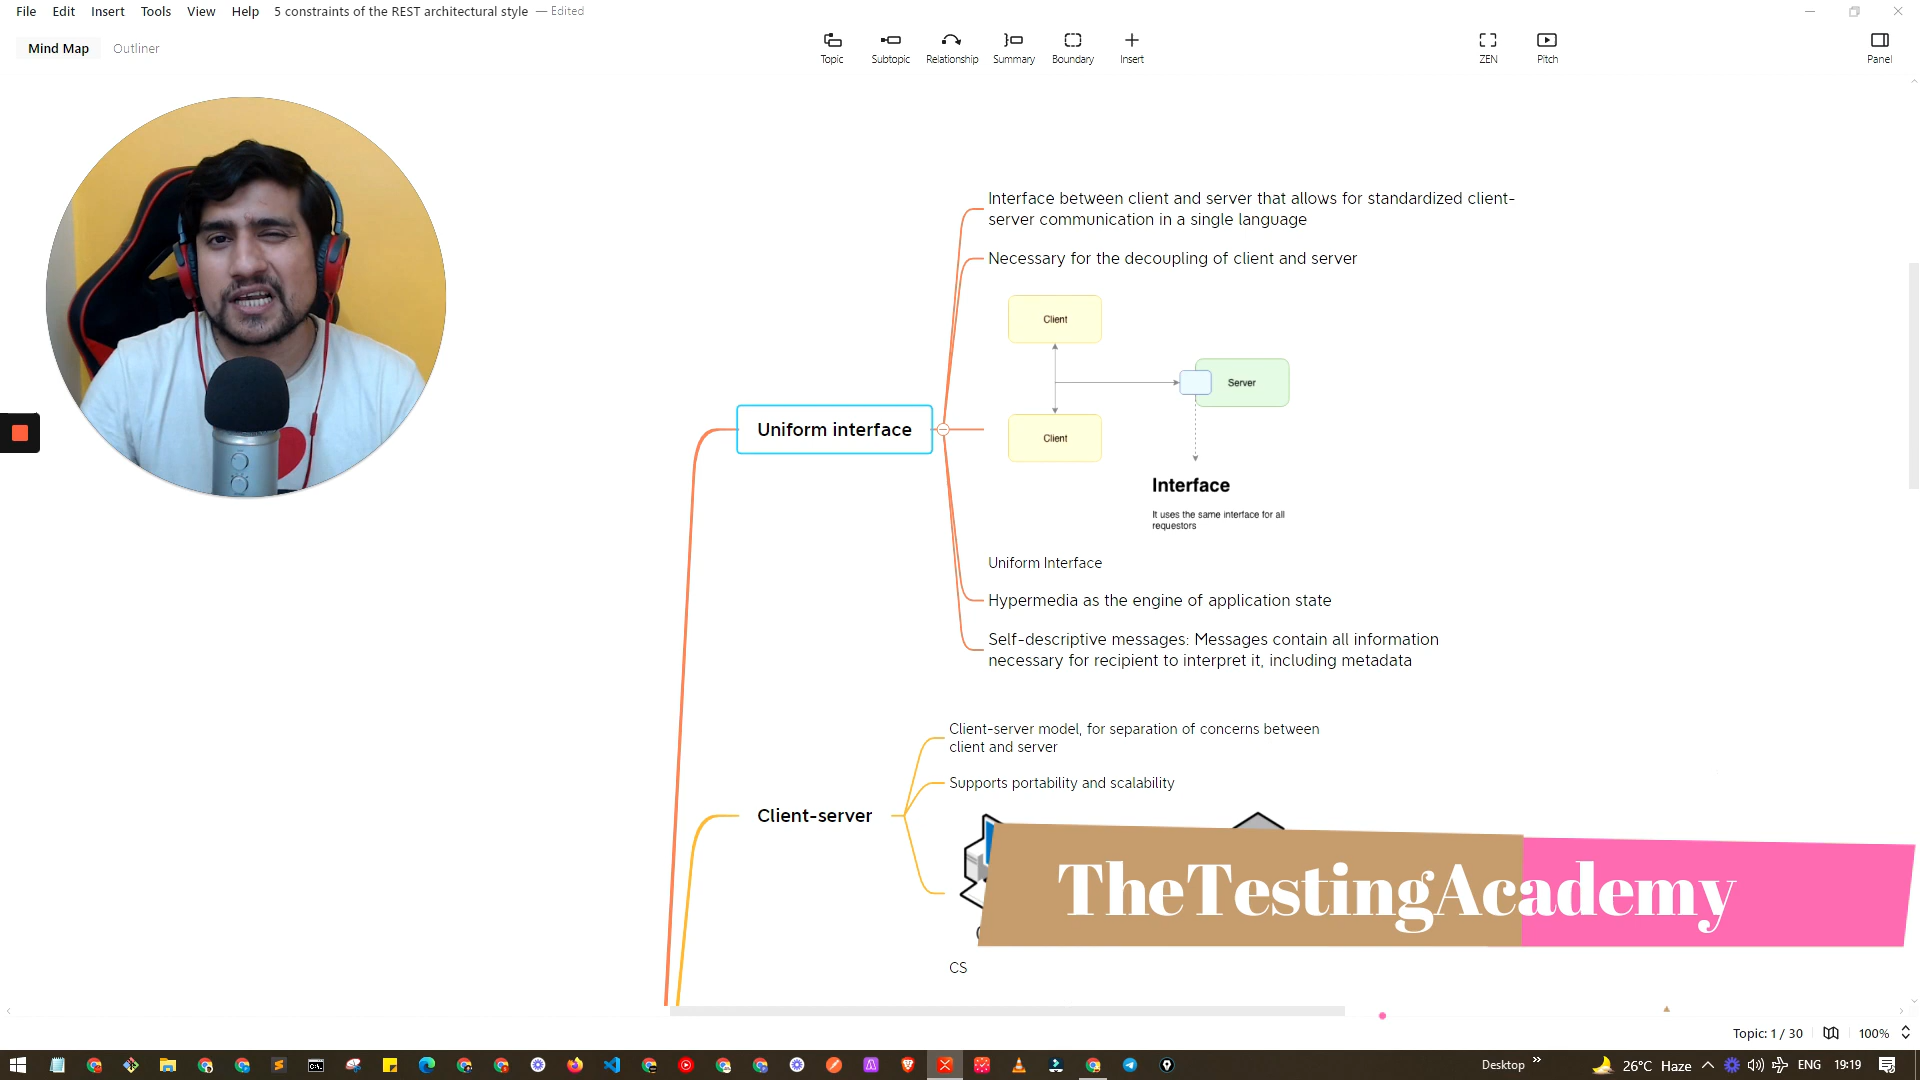 File Edit Insert Tools View Help 5 constraints of the REST architectural style — Edited
Mind Map Outliner
Topic Subtopic Relationship Summary Boundary Insert ZEN Pitch Panel
Interface between client and server that allows for standardized client-
server communication in a single language
Necessary for the decoupling of client and server
Client
Server
Client
Uniform interface
Interface
It uses the same interface for all
requestors
Uniform Interface
Hypermedia as the engine of application state
Self-descriptive messages: Messages contain all information
necessary for recipient to interpret it, including metadata
Client-server model, for separation of concerns between
client and server
Supports portability and scalability
Client-server
TheTestingAcademy
CS
Topic: 1 / 30 100%
Desktop 26°C Haze ENG 19:19